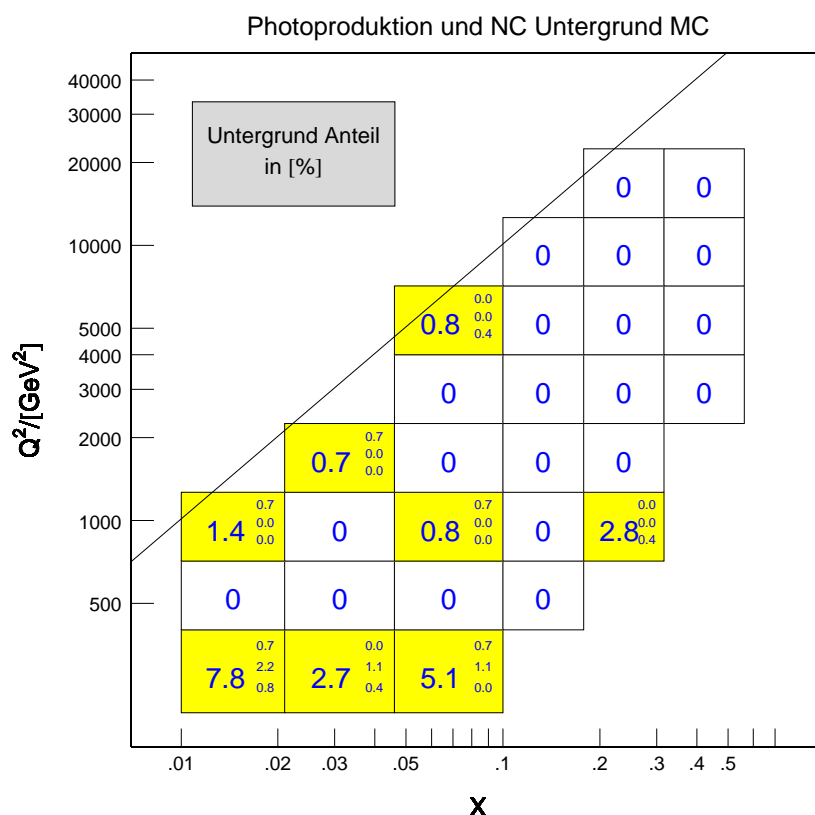 Photoproduktion und NC Untergrund MC
Untergrund Anteil
in [%]
Q²/[GeV²]
40000
30000
20000
10000
5000
4000
3000
2000
1000
500
0 0
0 0 0
0.8 0.0 0.0 0.4 0 0 0
0 0 0 0
0.7 0.7 0.0 0.0 0 0 0
1.4 0.7 0.0 0.0 0 0.8 0.7 0.0 0.0 0 2.8 0.0 0.0 0.4
0 0 0 0
7.8 0.7 2.2 0.8 2.7 0.0 1.1 0.4 5.1 0.7 1.1 0.0
.01 .02 .03 .05 .1 .2 .3 .4 .5
x